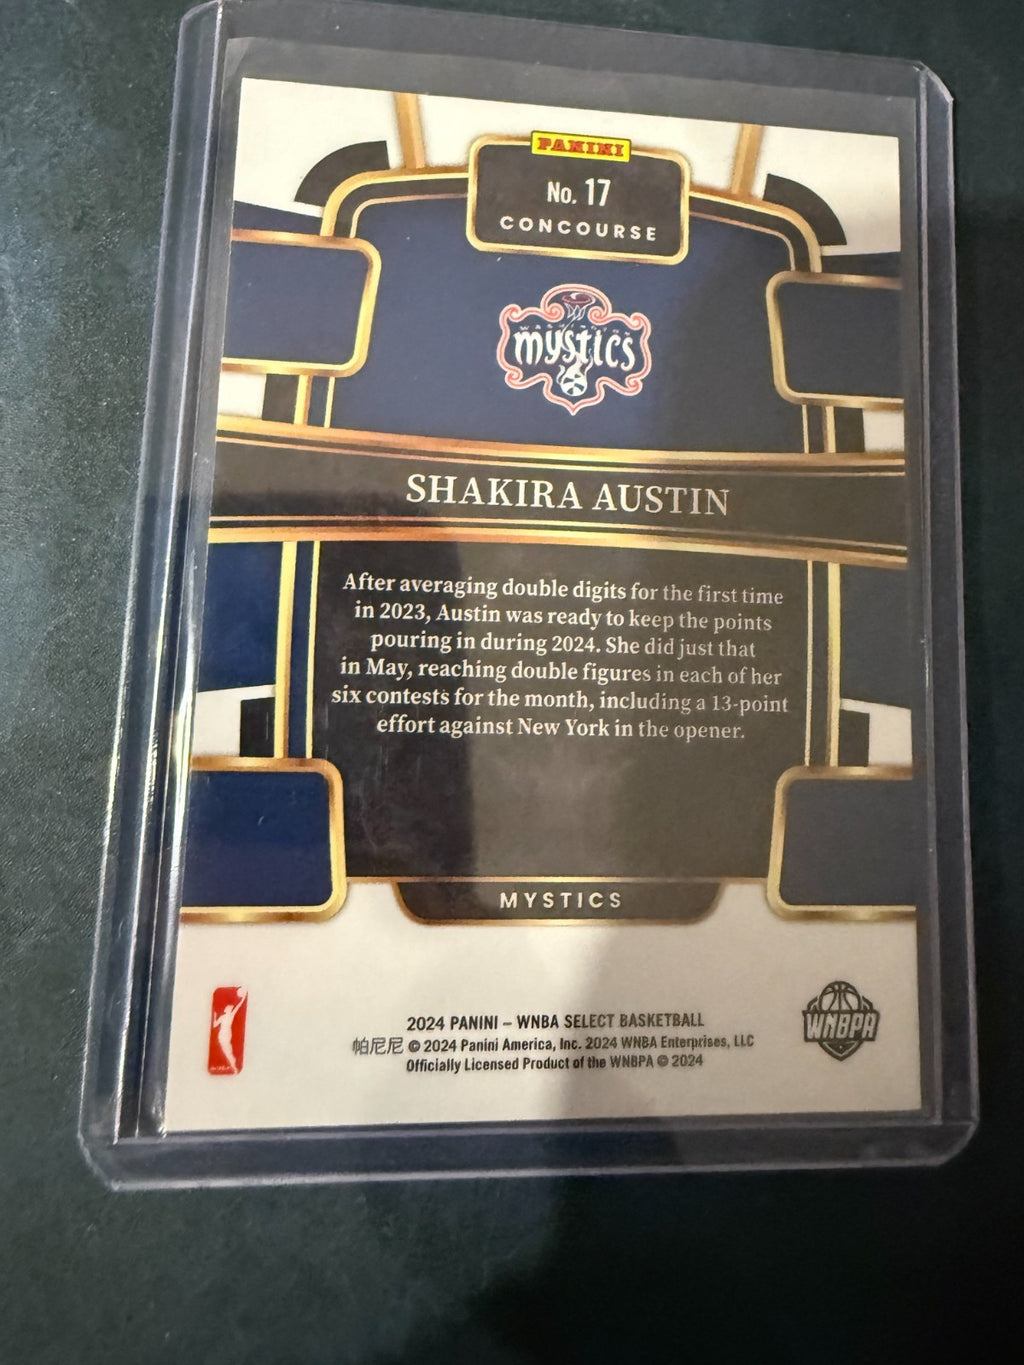 PANINI
No. 17
CONCOURSE
WASHINGTON
mystics
SHAKIRA AUSTIN
After averaging double digits for the first time
in 2023, Austin was ready to keep the points
pouring in during 2024. She did just that
in May, reaching double figures in each of her
six contests for the month, including a 13-point
effort against New York in the opener.
MYSTICS
2024 PANINI – WNBA SELECT BASKETBALL
帕尼尼 © 2024 Panini America, Inc. 2024 WNBA Enterprises, LLC
Officially Licensed Product of the WNBPA © 2024
WNBPA